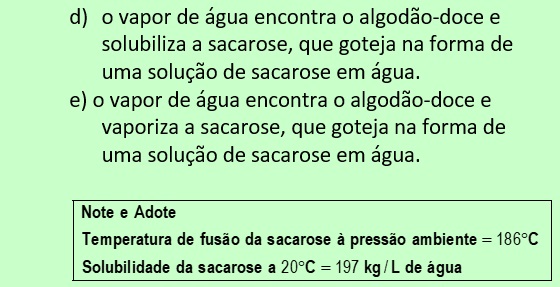 d) o vapor de água encontra o algodão-doce e
solubiliza a sacarose, que goteja na forma de
uma solução de sacarose em água.
e) o vapor de água encontra o algodão-doce e
vaporiza a sacarose, que goteja na forma de
uma solução de sacarose em água.
Note e Adote
Temperatura de fusão da sacarose à pressão ambiente = 186°C
Solubilidade da sacarose a 20°C = 197 kg / L de água